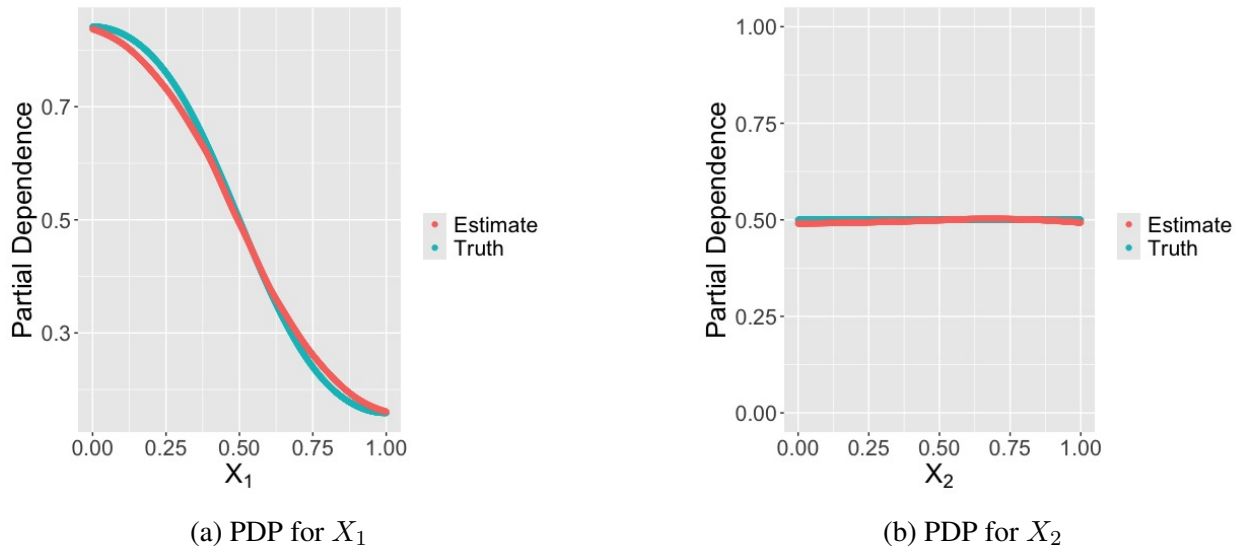 Partial Dependence
0.7
0.5
0.3
0.00 0.25 0.50 0.75 1.00
X₁
Estimate
Truth
(a) PDP for X₁
Partial Dependence
1.00
0.75
0.50
0.25
0.00
0.00 0.25 0.50 0.75 1.00
X₂
Estimate
Truth
(b) PDP for X₂